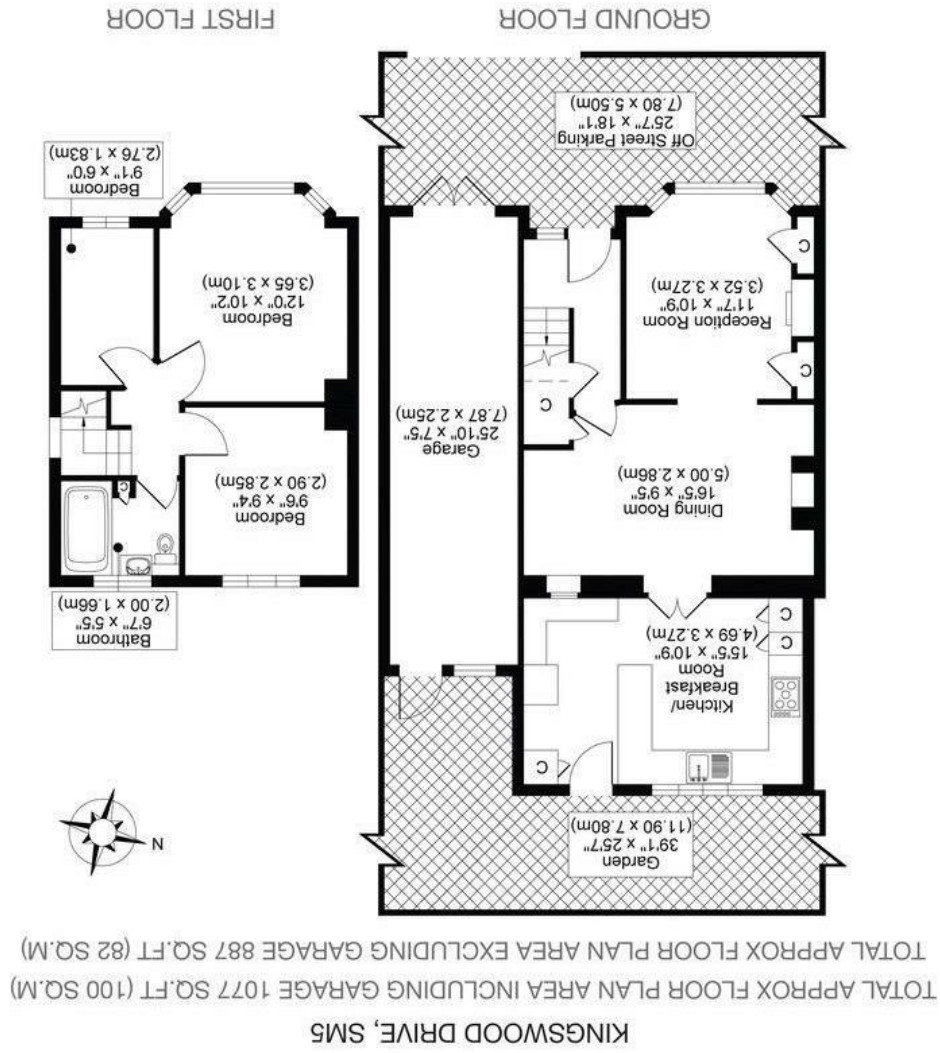 KINGSWOOD DRIVE, SM5
TOTAL APPROX FLOOR PLAN AREA INCLUDING GARAGE 1077 SQ.FT (100 SQ.M)
TOTAL APPROX FLOOR PLAN AREA EXCLUDING GARAGE 887 SQ.FT (82 SQ.M)
Garden
39'1" x 25'7"
(11.90 x 7.80m)
N
C
Kitchen/
Breakfast
Room
15'5" x 10'9"
(4.69 x 3.27m)
C
C
Bathroom
6'7" x 5'5"
(2.00 x 1.66m)
C
Bedroom
9'6" x 9'4"
(2.90 x 2.85m)
Dining Room
16'5" x 9'5"
(5.00 x 2.86m)
Garage
25'10" x 7'5"
(7.87 x 2.25m)
C
C
Reception Room
11'7" x 10'9"
(3.52 x 3.27m)
C
Bedroom
12'0" x 10'2"
(3.65 x 3.10m)
Bedroom
9'1" x 6'0"
(2.76 x 1.83m)
Off Street Parking
25'7" x 18'1"
(7.80 x 5.50m)
GROUND FLOOR
FIRST FLOOR